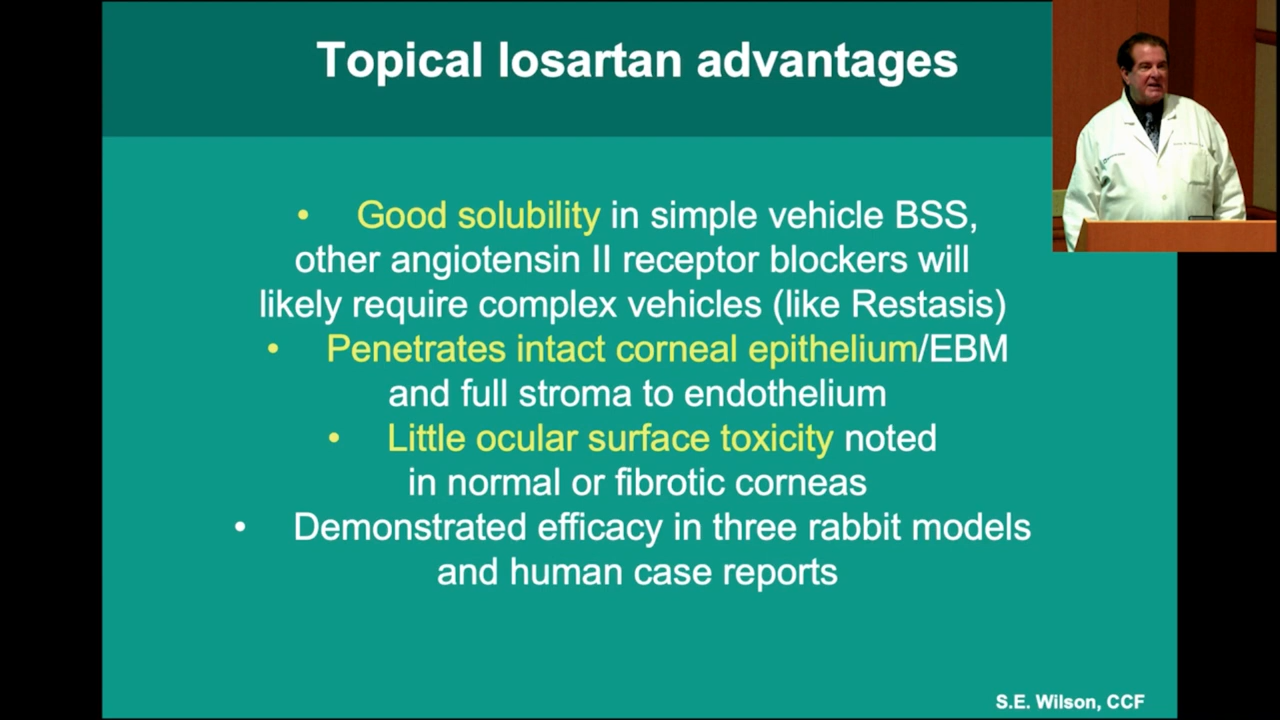 Topical losartan advantages
• Good solubility in simple vehicle BSS,
other angiotensin II receptor blockers will
likely require complex vehicles (like Restasis)
• Penetrates intact corneal epithelium/EBM
and full stroma to endothelium
• Little ocular surface toxicity noted
in normal or fibrotic corneas
• Demonstrated efficacy in three rabbit models
and human case reports
S.E. Wilson, CCF